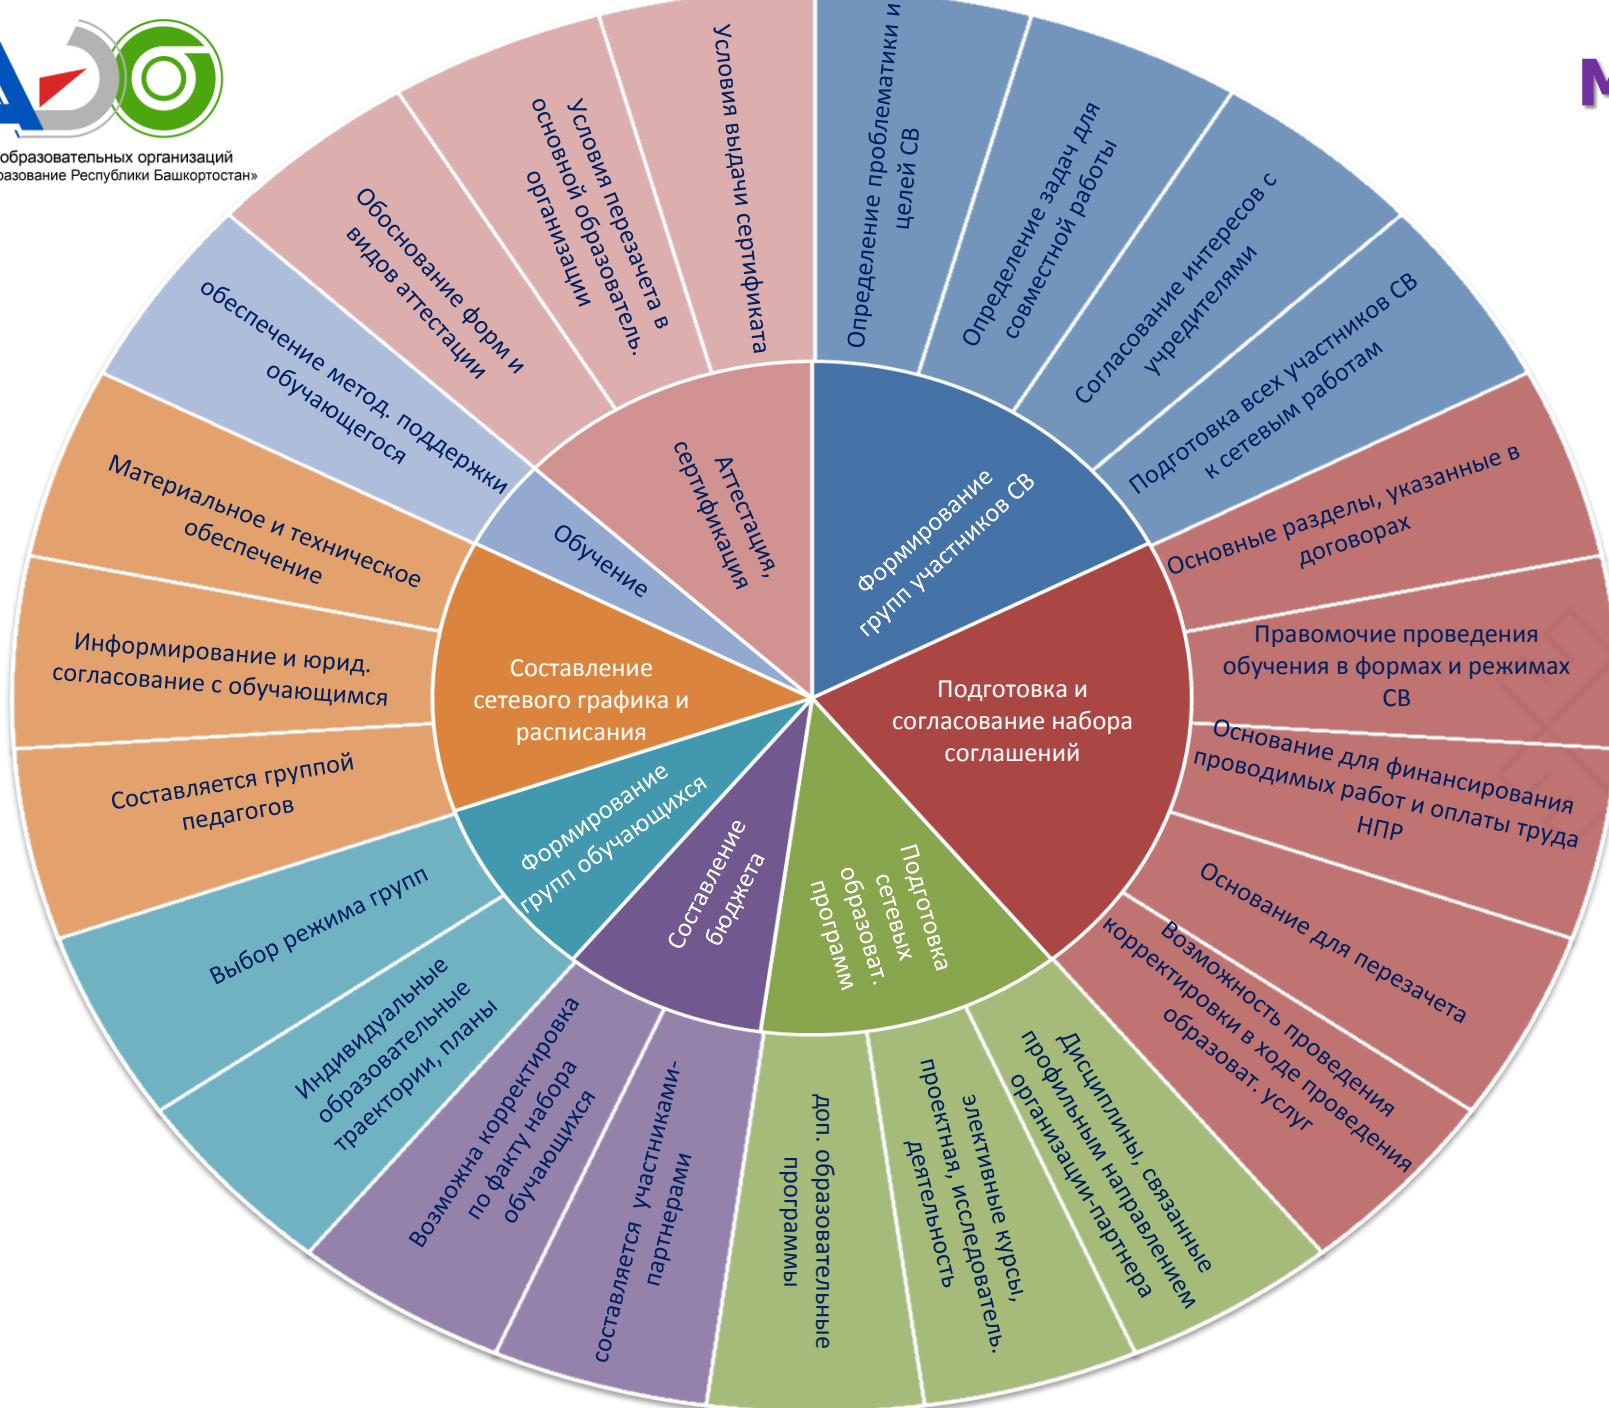 образовательных организаций
Республики Башкортостан»
М
Определение проблематики и
целей СВ
Определение задач для
совместной работы
Согласование интересов с
учредителями
Подготовка всех участников СВ
к сетевым работам
Формирование
групп участников СВ
Основные разделы, указанные в
договорах
Правомочие проведения
обучения в формах и режимах
СВ
Основание для финансирования
проводимых работ и оплаты труда
НПР
Основание для перезачета
Возможность проведения
корректировки в ходе проведения
образоват. услуг
Подготовка и
согласование набора
соглашений
Дисциплины, связанные
профильным направлением
организации-партнера
элективные курсы,
проектная, исследователь.
деятельность
доп. образовательные
программы
Подготовка
сетевых
образоват.
программ
составляется участниками-
партнерами
Возможна корректировка
по факту набора
обучающихся
Составление
бюджета
Индивидуальные
образовательные
траектории, планы
Выбор режима групп
Формирование
групп обучающихся
Составляется группой
педагогов
Информирование и юрид.
согласование с обучающимся
Материальное и техническое
обеспечение
Составление
сетевого графика и
расписания
обеспечение метод. поддержки
обучающегося
Обучение
Обоснование форм и
видов аттестации
Условия перезачета в
основной образователь.
организации
Условия выдачи сертификата
Аттестация,
сертификация